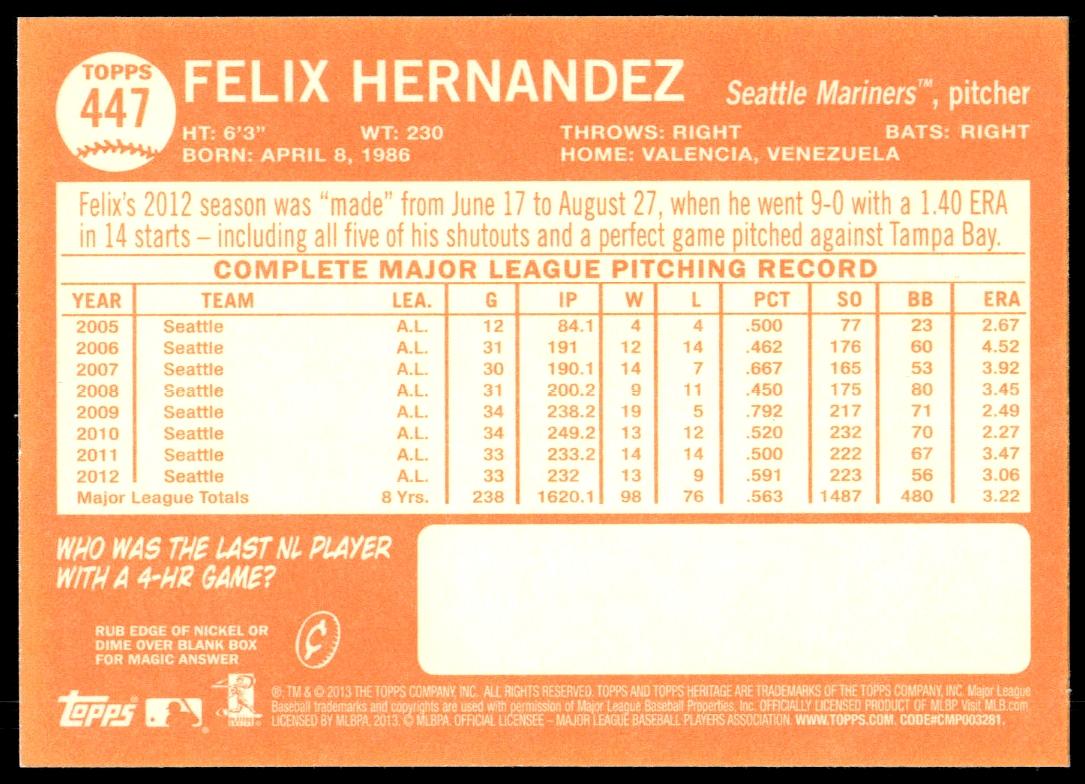 TOPPS
447
FELIX HERNANDEZ
Seattle Mariners™, pitcher
HT: 6'3" WT: 230 THROWS: RIGHT BATS: RIGHT
BORN: APRIL 8, 1986 HOME: VALENCIA, VENEZUELA
Felix's 2012 season was "made" from June 17 to August 27, when he went 9-0 with a 1.40 ERA
in 14 starts – including all five of his shutouts and a perfect game pitched against Tampa Bay.
COMPLETE MAJOR LEAGUE PITCHING RECORD
YEAR TEAM LEA. G IP W L PCT SO BB ERA
2005 Seattle A.L. 12 84.1 4 4 .500 77 23 2.67
2006 Seattle A.L. 31 191 12 14 .462 176 60 4.52
2007 Seattle A.L. 30 190.1 14 7 .667 165 53 3.92
2008 Seattle A.L. 31 200.2 9 11 .450 175 80 3.45
2009 Seattle A.L. 34 238.2 19 5 .792 217 71 2.49
2010 Seattle A.L. 34 249.2 13 12 .520 232 70 2.27
2011 Seattle A.L. 33 233.2 14 14 .500 222 67 3.47
2012 Seattle A.L. 33 232 13 9 .591 223 56 3.06
Major League Totals 8 Yrs. 238 1620.1 98 76 .563 1487 480 3.22
WHO WAS THE LAST NL PLAYER
WITH A 4-HR GAME?
RUB EDGE OF NICKEL OR
DIME OVER BLANK BOX
FOR MAGIC ANSWER
¢
Topps
®, TM & © 2013 THE TOPPS COMPANY, INC. ALL RIGHTS RESERVED. TOPPS AND TOPPS HERITAGE ARE TRADEMARKS OF THE TOPPS COMPANY, INC. Major League
Baseball trademarks and copyrights are used with permission of Major League Baseball Properties, Inc. OFFICIALLY LICENSED PRODUCT OF MLBP Visit MLB.com
LICENSED BY MLBPA, 2013. © MLBPA. OFFICIAL LICENSEE – MAJOR LEAGUE BASEBALL PLAYERS ASSOCIATION. WWW.TOPPS.COM. CODE#CMP003281.